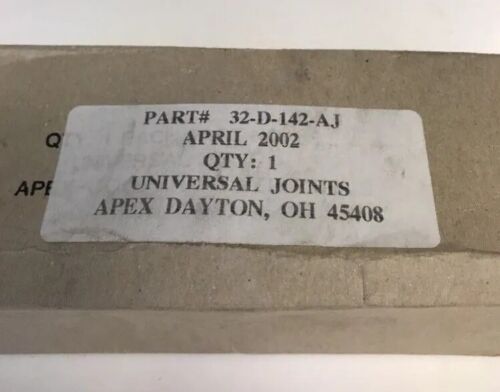 PART# 32-D-142-AJ
APRIL 2002
QTY: 1
UNIVERSAL JOINTS
APEX DAYTON, OH 45408